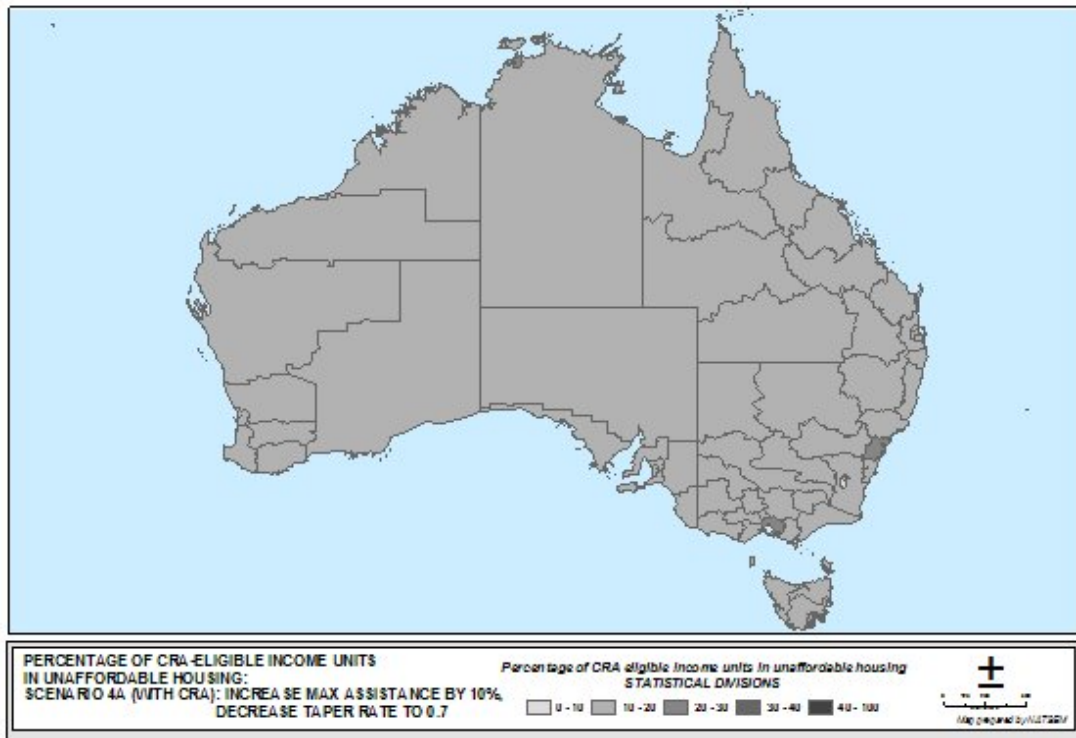 PERCENTAGE OF CRA-ELIGIBLE INCOME UNITS
IN UNAFFORDABLE HOUSING:
SCENARIO 4A (WITH CRA): INCREASE MAX ASSISTANCE BY 10%,
DECREASE TAPER RATE TO 0.7
Percentage of CRA eligible income units in unaffordable housing
STATISTICAL DIVISIONS
0 - 10 10 - 20 20 - 30 30 - 40 40 - 100
Map prepared by NATSEM